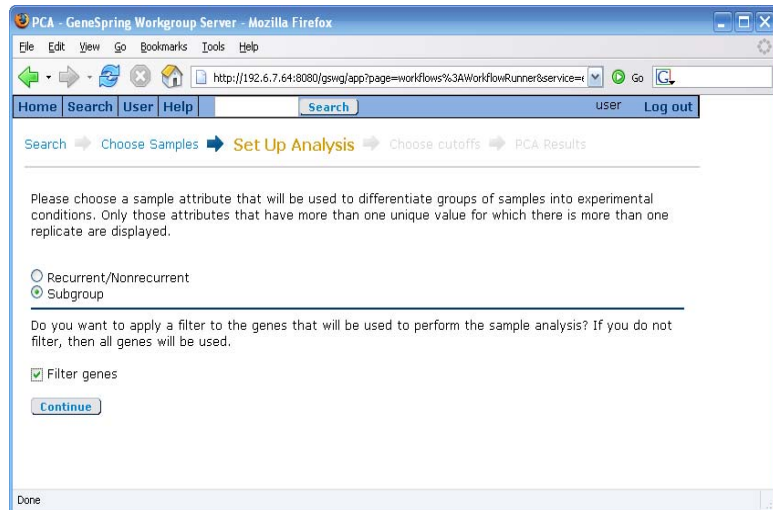 PCA - GeneSpring Workgroup Server - Mozilla Firefox
File Edit View Go Bookmarks Tools Help
http://192.6.7.64:8080/gswg/app?page=workflows%3AWorkflowRunner&service= Go G
Home Search User Help Search user Log out
Search Choose Samples Set Up Analysis Choose cutoffs PCA Results
Please choose a sample attribute that will be used to differentiate groups of samples into experimental
conditions. Only those attributes that have more than one unique value for which there is more than one
replicate are displayed.
Recurrent/Nonrecurrent
Subgroup
Do you want to apply a filter to the genes that will be used to perform the sample analysis? If you do not
filter, then all genes will be used.
Filter genes
Continue
Done